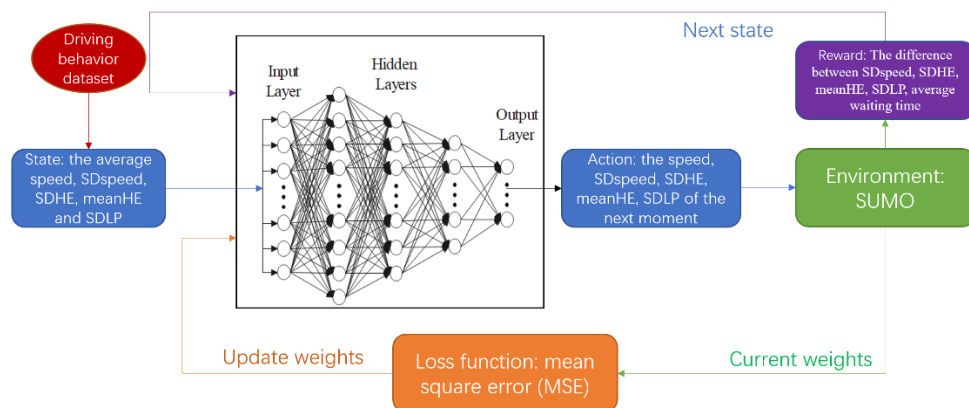 Driving
behavior
dataset
Next state
Reward: The difference
between SDspeed, SDHE,
meanHE, SDLP, average
waiting time
Input
Layer
Hidden
Layers
Output
Layer
State: the average
speed, SDspeed,
SDHE, meanHE
and SDLP
Action: the speed,
SDspeed, SDHE,
meanHE, SDLP of the
next moment
Environment:
SUMO
Update weights
Loss function: mean
square error (MSE)
Current weights